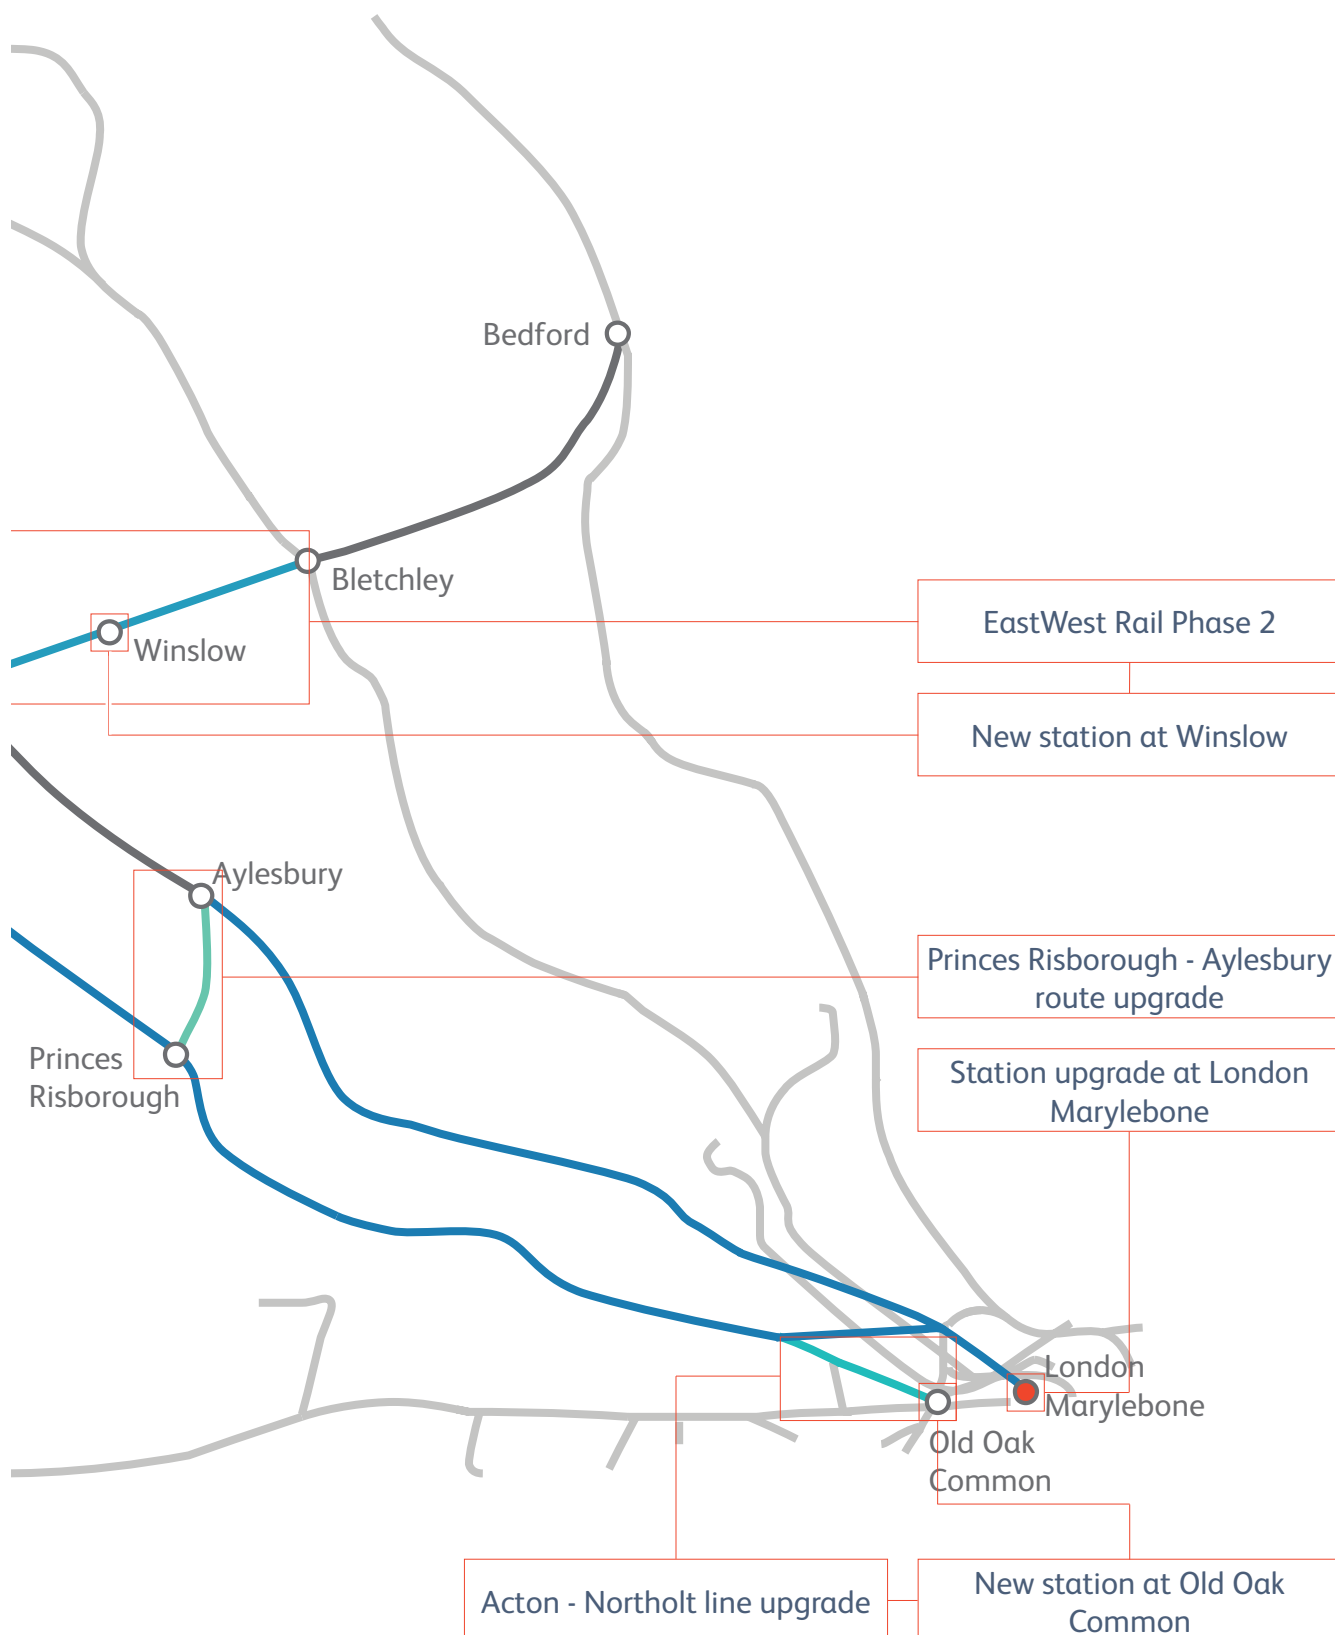 Bedford
Bletchley
EastWest Rail Phase 2
Winslow
New station at Winslow
Aylesbury
Princes Risborough - Aylesbury
route upgrade
Princes
Risborough
Station upgrade at London
Marylebone
London
Marylebone
Old Oak
Common
Acton - Northolt line upgrade
New station at Old Oak
Common